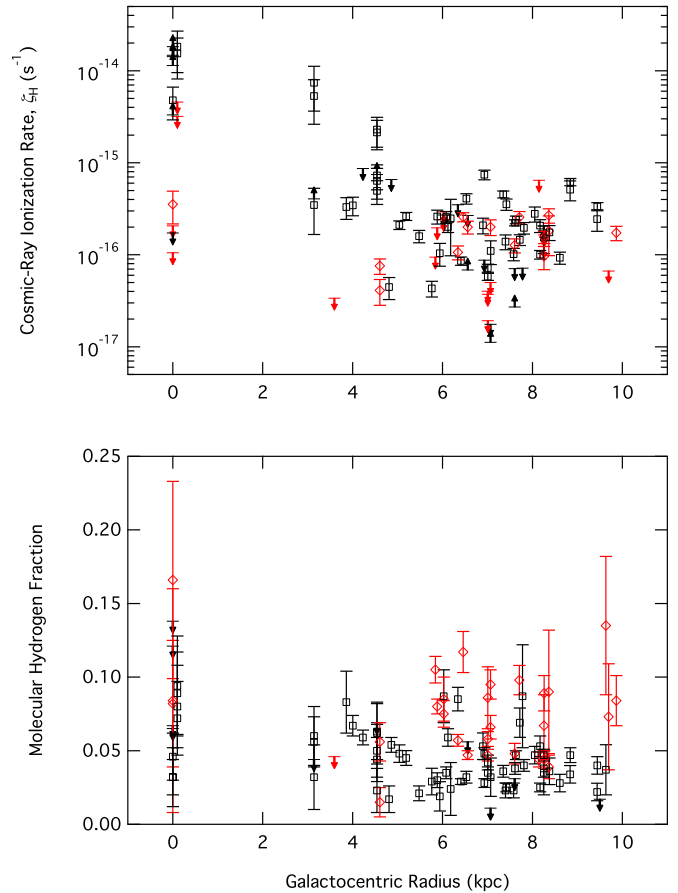 Cosmic-Ray Ionization Rate, ζH (s⁻¹)
10⁻¹⁴
10⁻¹⁵
10⁻¹⁶
10⁻¹⁷
0 2 4 6 8 10
Molecular Hydrogen Fraction
0.25
0.20
0.15
0.10
0.05
0.00
0 2 4 6 8 10
Galactocentric Radius (kpc)